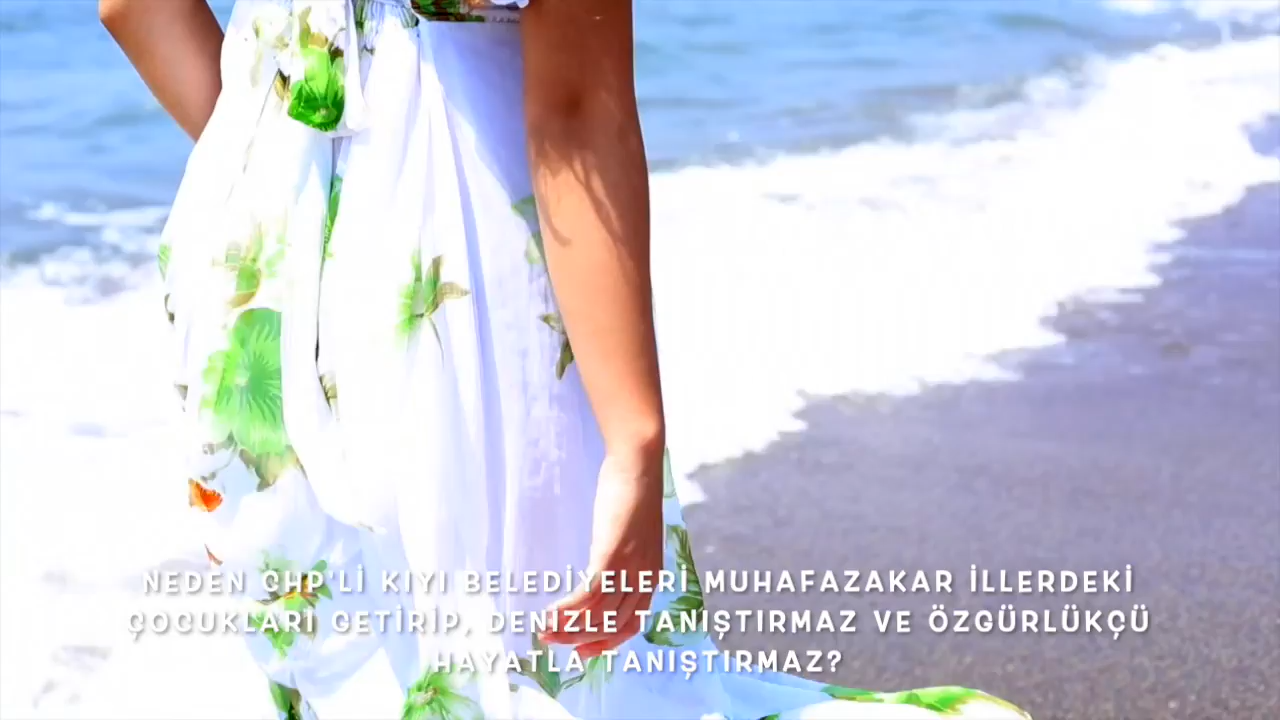 NEDEN CHP'Lİ KIYI BELEDİYELERİ MUHAFAZAKAR İLLERDEKİ
ÇOCUKLARI GETİRİP, DENİZLE TANIŞTIRMAZ VE ÖZGÜRLÜKÇÜ
HAYATLA TANIŞTIRMAZ?